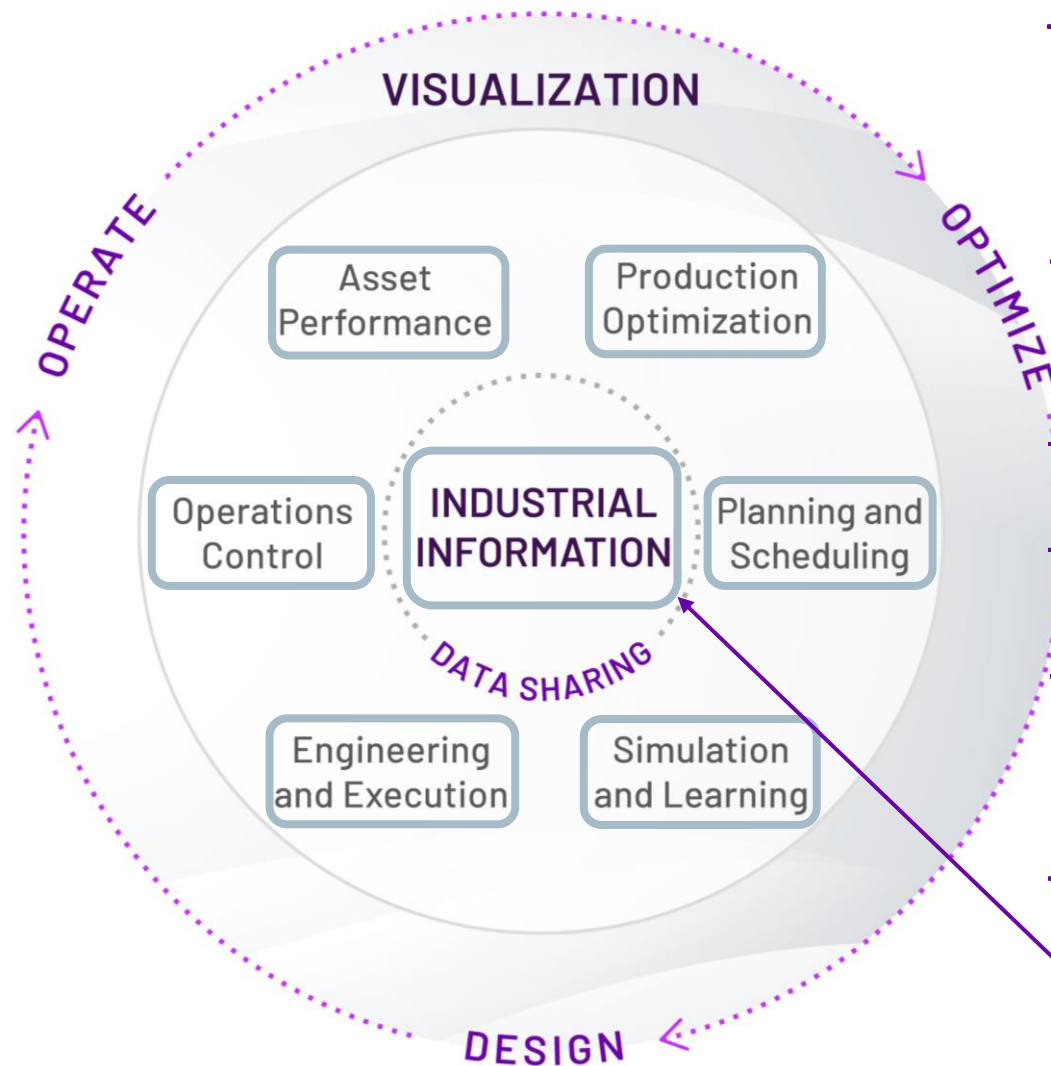 VISUALIZATION
OPERATE
OPTIMIZE
Asset
Performance
Production
Optimization
Operations
Control
INDUSTRIAL
INFORMATION
Planning and
Scheduling
DATA SHARING
Engineering
and Execution
Simulation
and Learning
DESIGN